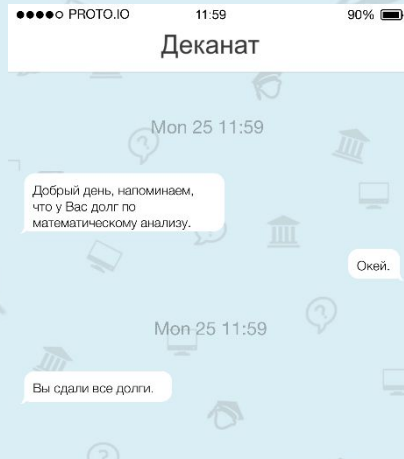 PROTO.IO 11:59 90%
Деканат
Mon 25 11:59
Добрый день, напоминаем,
что у Вас долг по
математическому анализу.
Окей.
Mon 25 11:59
Вы сдали все долги.